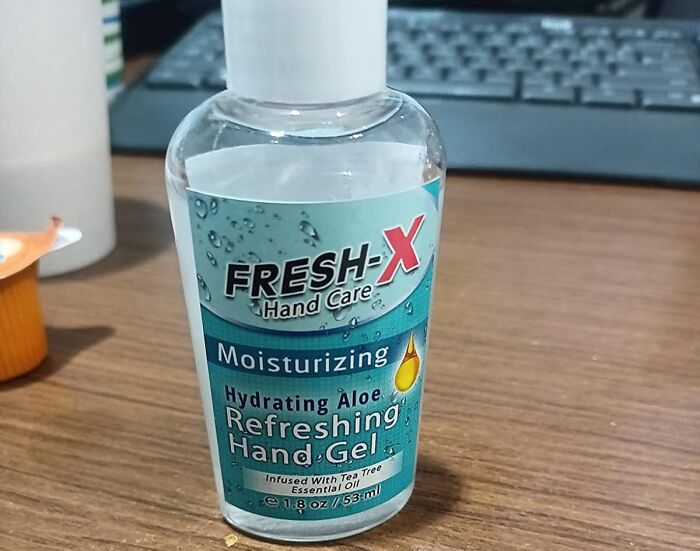 FRESH-X
Hand Care
Moisturizing
Hydrating Aloe
Refreshing
Hand Gel
Infused With Tea Tree
Essential Oil
℮ 1.8 oz / 53 ml